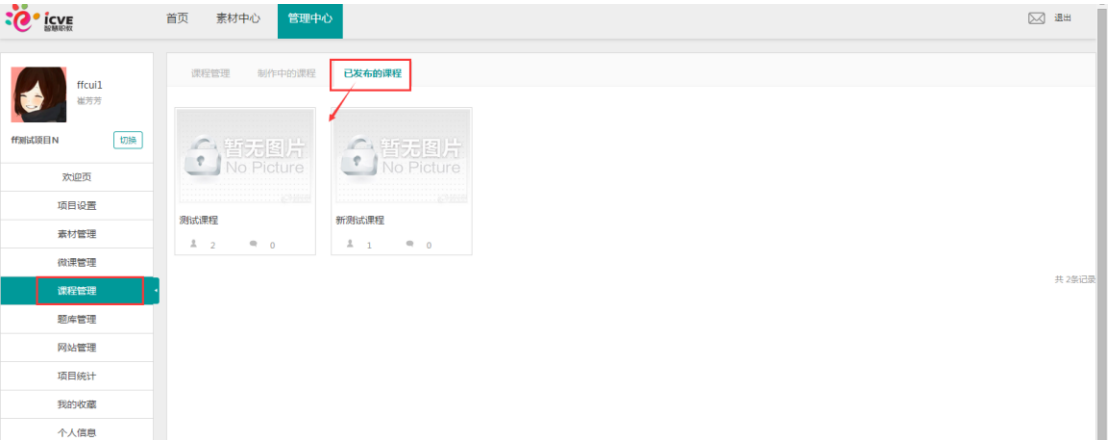 icve
智慧职教
首页 素材中心 管理中心 退出
ffcui1
崔芳芳
ff测试项目N 切换
欢迎页
项目设置
素材管理
微课管理
课程管理
题库管理
网站管理
项目统计
我的收藏
个人信息
课程管理 制作中的课程 已发布的课程
暂无图片
No Picture
测试课程
2 0
暂无图片
No Picture
新测试课程
1 0
共 2条记录